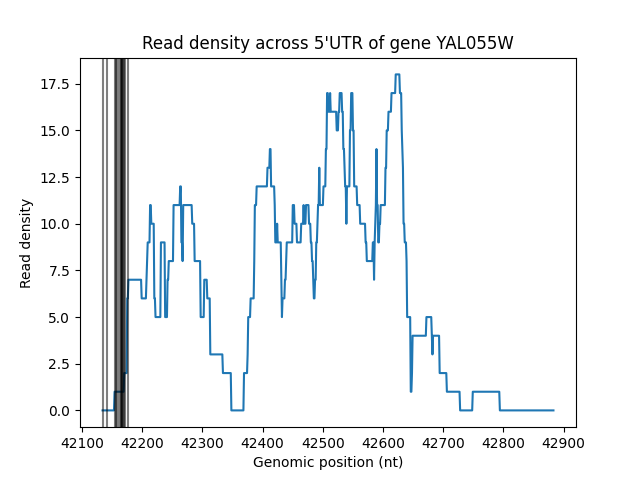 Read density across 5'UTR of gene YAL055W
17.5
15.0
12.5
10.0
7.5
5.0
2.5
0.0
Read density
42100 42200 42300 42400 42500 42600 42700 42800 42900
Genomic position (nt)